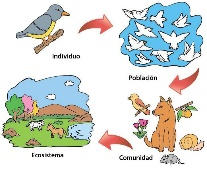 Individuo
Población
Comunidad
Ecosistema